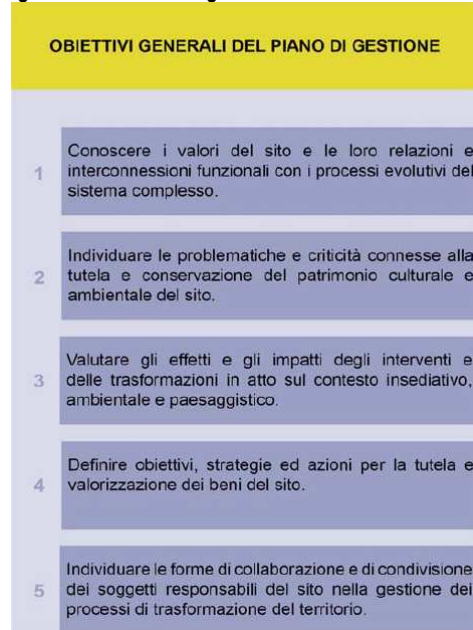 OBIETTIVI GENERALI DEL PIANO DI GESTIONE
1
Conoscere i valori del sito e le loro relazioni e
interconnessioni funzionali con i processi evolutivi del
sistema complesso.
2
Individuare le problematiche e criticità connesse alla
tutela e conservazione del patrimonio culturale e
ambientale del sito.
3
Valutare gli effetti e gli impatti degli interventi e
delle trasformazioni in atto sul contesto insediativo,
ambientale e paesaggistico.
4
Definire obiettivi, strategie ed azioni per la tutela e
valorizzazione dei beni del sito.
5
Individuare le forme di collaborazione e di condivisione
dei soggetti responsabili del sito nella gestione dei
processi di trasformazione del territorio.